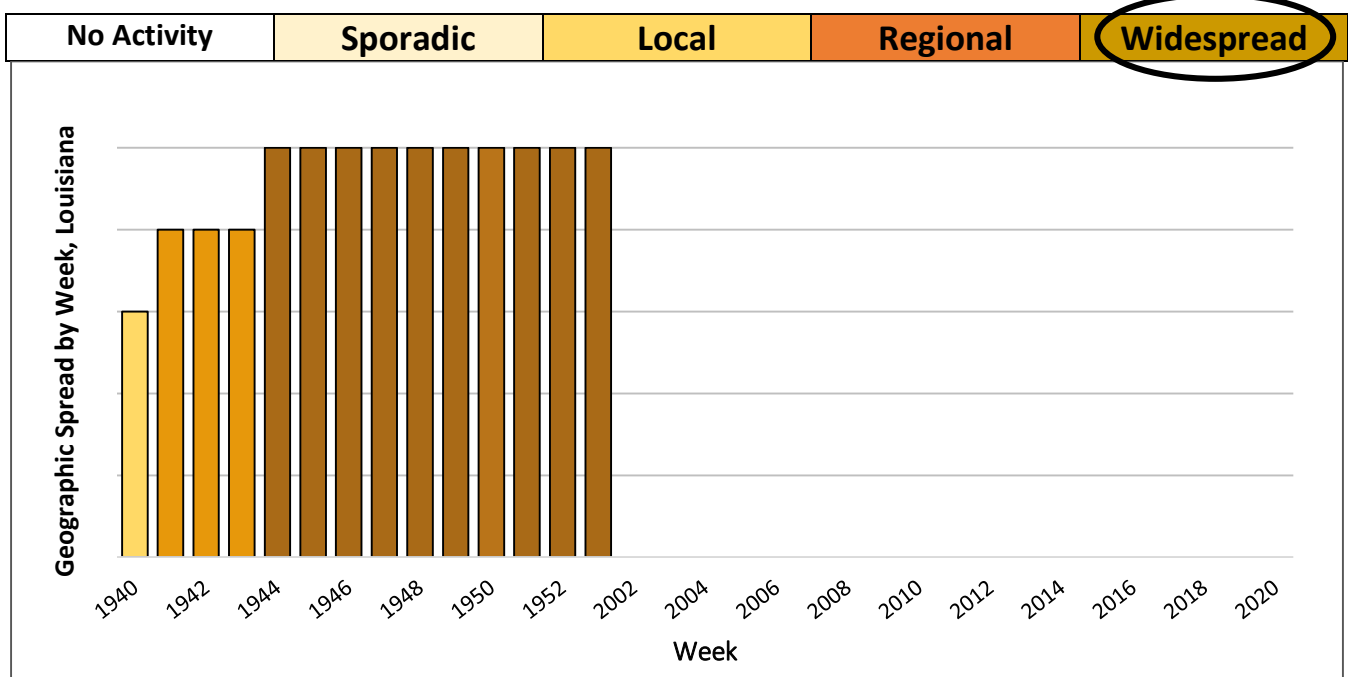 No Activity Sporadic Local Regional Widespread
Geographic Spread by Week, Louisiana
1940 1942 1944 1946 1948 1950 1952 2002 2004 2006 2008 2010 2012 2014 2016 2018 2020
Week